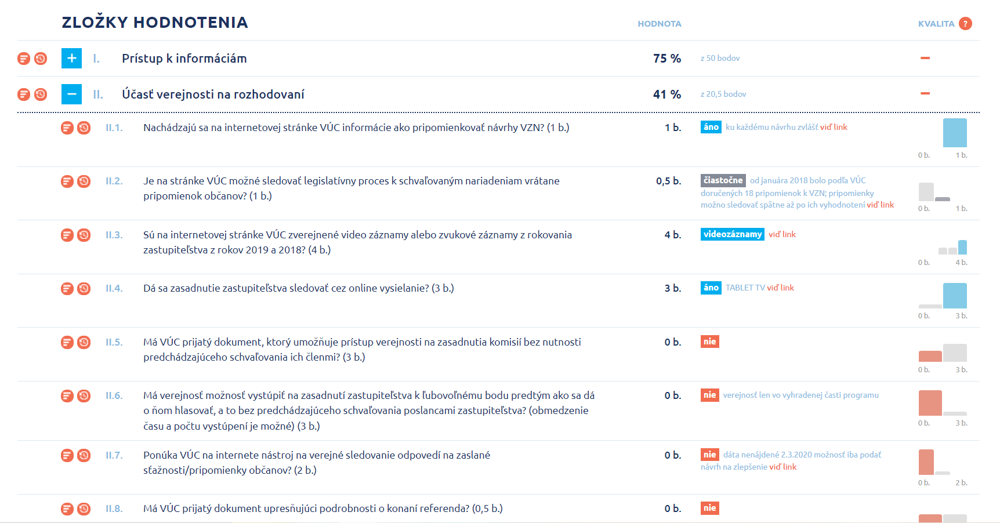 ZLOŽKY HODNOTENIA
HODNOTA
KVALITA ?
I. Prístup k informáciám 75 % z 50 bodov
II. Účasť verejnosti na rozhodovaní 41 % z 20,5 bodov
II.1. Nachádzajú sa na internetovej stránke VÚC informácie ako pripomienkovať návrhy VZN? (1 b.) 1 b. áno ku každému návrhu zvlášť viď link
0 b. 1 b.
II.2. Je na stránke VÚC možné sledovať legislatívny proces k schvaľovaným nariadeniam vrátane 0,5 b. čiastočne od januára 2018 bolo podľa VÚC
pripomienok občanov? (1 b.) doručených 18 pripomienok k VZN; pripomienky
možno sledovať spätne až po ich vyhodnotení viď link
0 b. 1 b.
II.3. Sú na internetovej stránke VÚC zverejnené video záznamy alebo zvukové záznamy z rokovania 4 b. videozáznamy viď link
zastupiteľstva z rokov 2019 a 2018? (4 b.)
0 b. 4 b.
II.4. Dá sa zasadnutie zastupiteľstva sledovať cez online vysielanie? (3 b.) 3 b. áno TABLET TV viď link
0 b. 3 b.
II.5. Má VÚC prijatý dokument, ktorý umožňuje prístup verejnosti na zasadnutia komisií bez nutnosti 0 b. nie
predchádzajúceho schvaľovania ich členmi? (3 b.)
0 b. 3 b.
II.6. Má verejnosť možnosť vystúpiť na zasadnutí zastupiteľstva k ľubovoľnému bodu predtým ako sa dá 0 b. nie verejnosť len vo vyhradenej časti programu
o ňom hlasovať, a to bez predchádzajúceho schvaľovania poslancami zastupiteľstva? (obmedzenie
času a počtu vystúpení je možné) (3 b.)
0 b. 3 b.
II.7. Ponúka VÚC na internete nástroj na verejné sledovanie odpovedí na zaslané 0 b. nie dáta nenájdené 2.3.2020 možnosť iba podať
sťažnosti/pripomienky občanov? (2 b.) návrh na zlepšenie viď link
0 b. 2 b.
II.8. Má VÚC prijatý dokument upresňujúci podrobnosti o konaní referenda? (0,5 b.) 0 b. nie